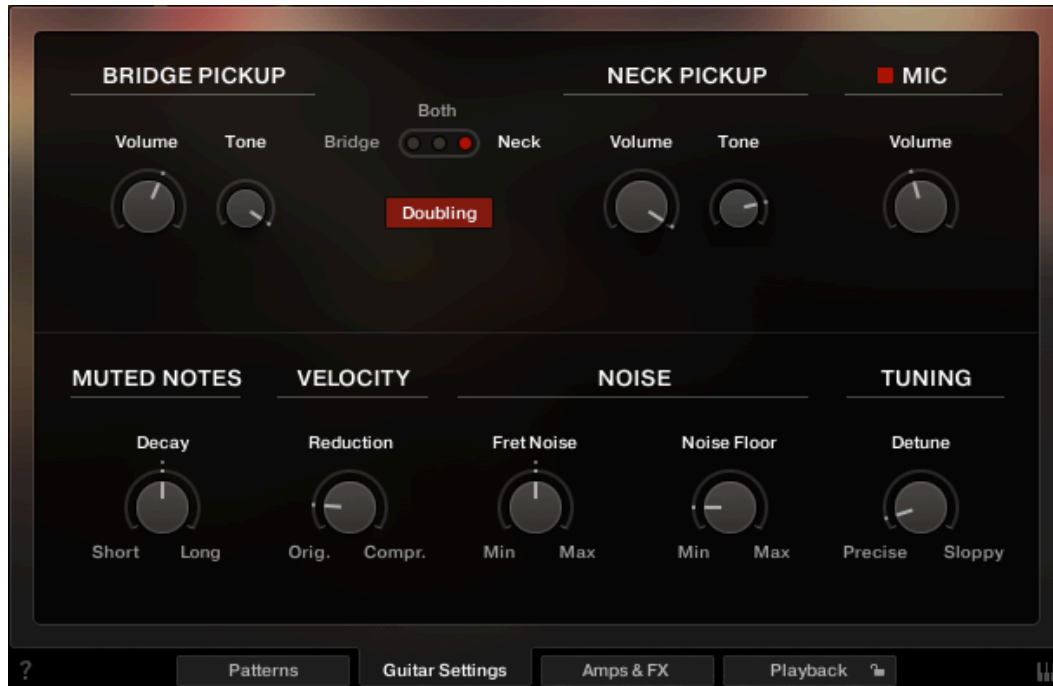 BRIDGE PICKUP
NECK PICKUP
MIC
Both
Volume Tone
Bridge Neck
Volume Tone
Volume
Doubling
MUTED NOTES
VELOCITY
NOISE
TUNING
Decay
Reduction
Fret Noise
Noise Floor
Detune
Short Long
Orig. Compr.
Min Max
Min Max
Precise Sloppy
?
Patterns
Guitar Settings
Amps & FX
Playback